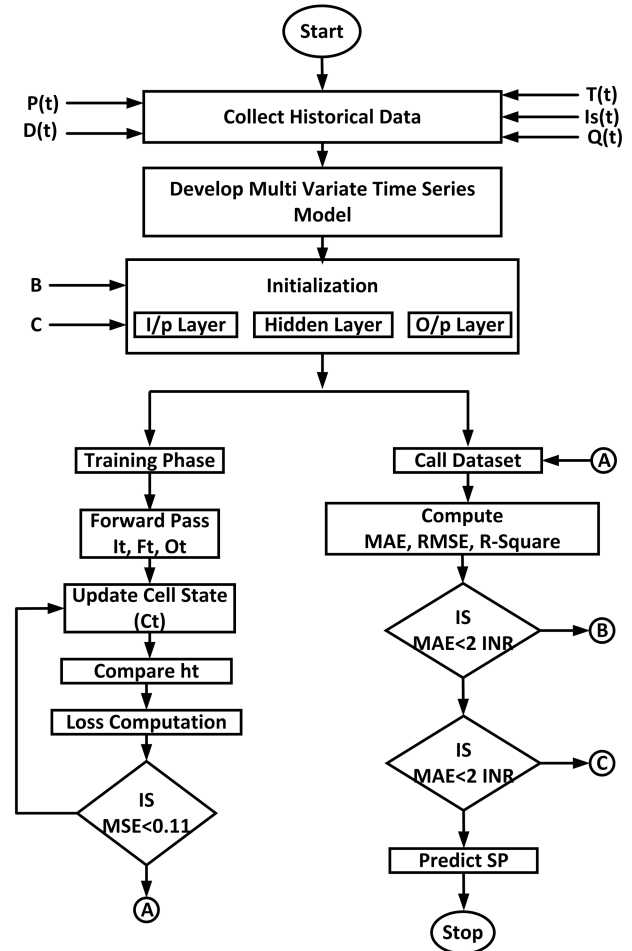 Start
P(t)
D(t)
Collect Historical Data
T(t)
Is(t)
Q(t)
Develop Multi Variate Time Series
Model
B
C
Initialization
I/p Layer
Hidden Layer
O/p Layer
Training Phase
Forward Pass
It, Ft, Ot
Update Cell State
(Ct)
Compare ht
Loss Computation
IS
MSE<0.11
A
Call Dataset
A
Compute
MAE, RMSE, R-Square
IS
MAE<2 INR
B
IS
MAE<2 INR
C
Predict SP
Stop